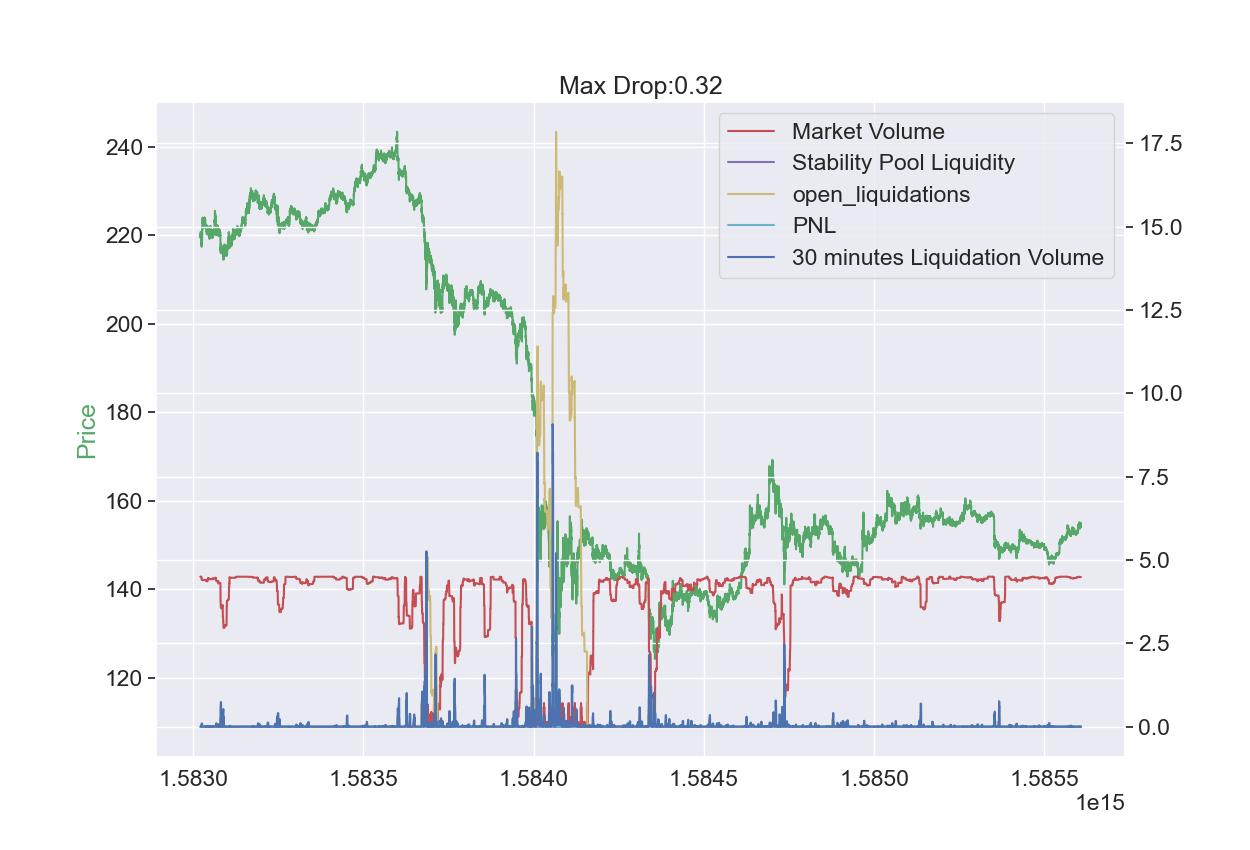 Max Drop:0.32
Market Volume
Stability Pool Liquidity
open_liquidations
PNL
30 minutes Liquidation Volume
Price
240
220
200
180
160
140
120
17.5
15.0
12.5
10.0
7.5
5.0
2.5
0.0
1.5830 1.5835 1.5840 1.5845 1.5850 1.5855
1e15